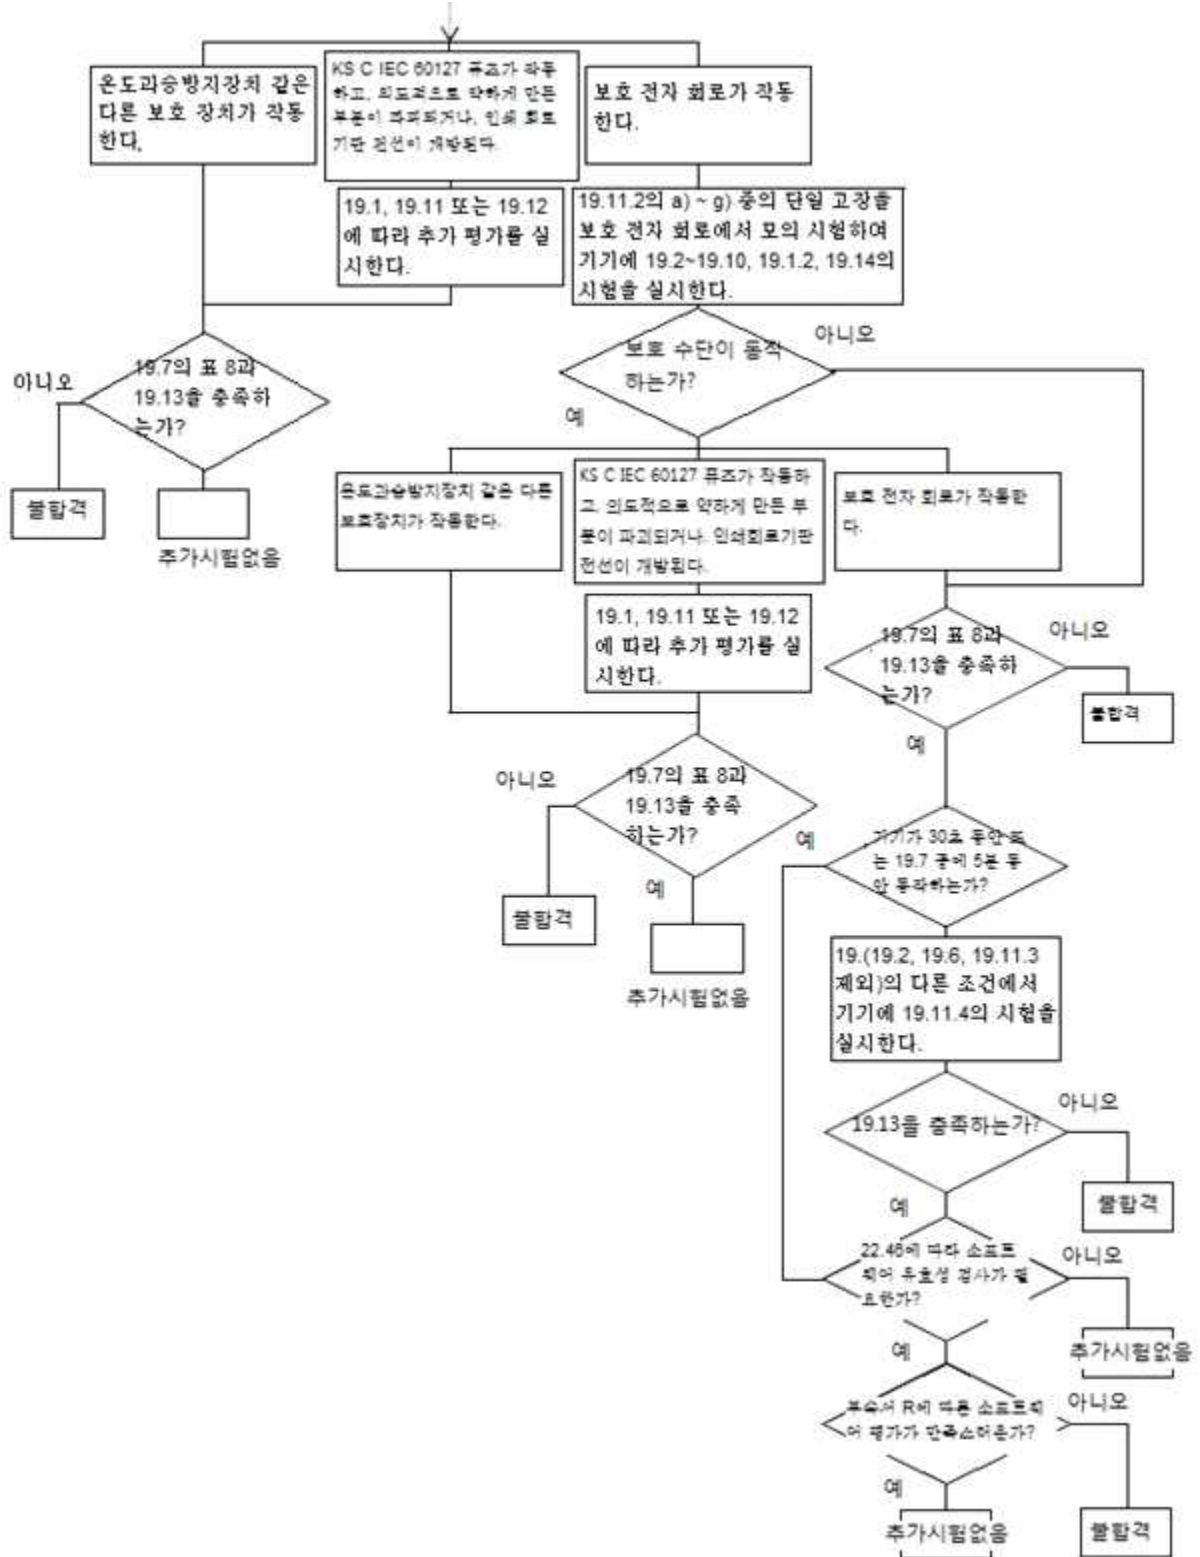 온도과승방지장치 같은
다른 보호 장치가 작동
한다,
KS C IEC 60127 퓨즈가 작동
하고, 의도적으로 약하게 만든
부분이 파괴되거나, 인쇄 회로
기판 전선이 개방된다.
보호 전자 회로가 작동
한다.
19.1, 19.11 또는 19.12
에 따라 추가 평가를 실
시한다.
19.11.2의 a) ~ g) 중의 단일 고장을
보호 전자 회로에서 모의 시험하여
기기에 19.2~19.10, 19.1.2, 19.14의
시험을 실시한다.
아니오
19.7의 표 8과
19.13을 충족하
는가?
불합격
추가시험없음
보호 수단이 동작
하는가?
아니오
예
온도과승방지장치 같은 다른
보호장치가 작동한다.
KS C IEC 60127 퓨즈가 작동하
고, 의도적으로 약하게 만든 부
분이 파괴되거나, 인쇄회로기판
전선이 개방된다.
보호 전자 회로가 작동한
다.
19.1, 19.11 또는 19.12
에 따라 추가 평가를 실
시한다.
19.7의 표 8과
19.13을 충족하
는가?
아니오
불합격
예
아니오
19.7의 표 8과
19.13을 충족
하는가?
예
불합격
추가시험없음
예
기기가 30초 동안 또
는 19.7 중에 5분 동
안 동작하는가?
19.(19.2, 19.6, 19.11.3
제외)의 다른 조건에서
기기에 19.11.4의 시험을
실시한다.
19.13을 충족하는가?
아니오
불합격
예
22.46에 따라 소프트
웨어 유효성 검사가 필
요한가?
아니오
추가시험없음
예
부속서 R에 따른 소프트웨
어 평가가 만족스러운가?
아니오
예
추가시험없음
불합격